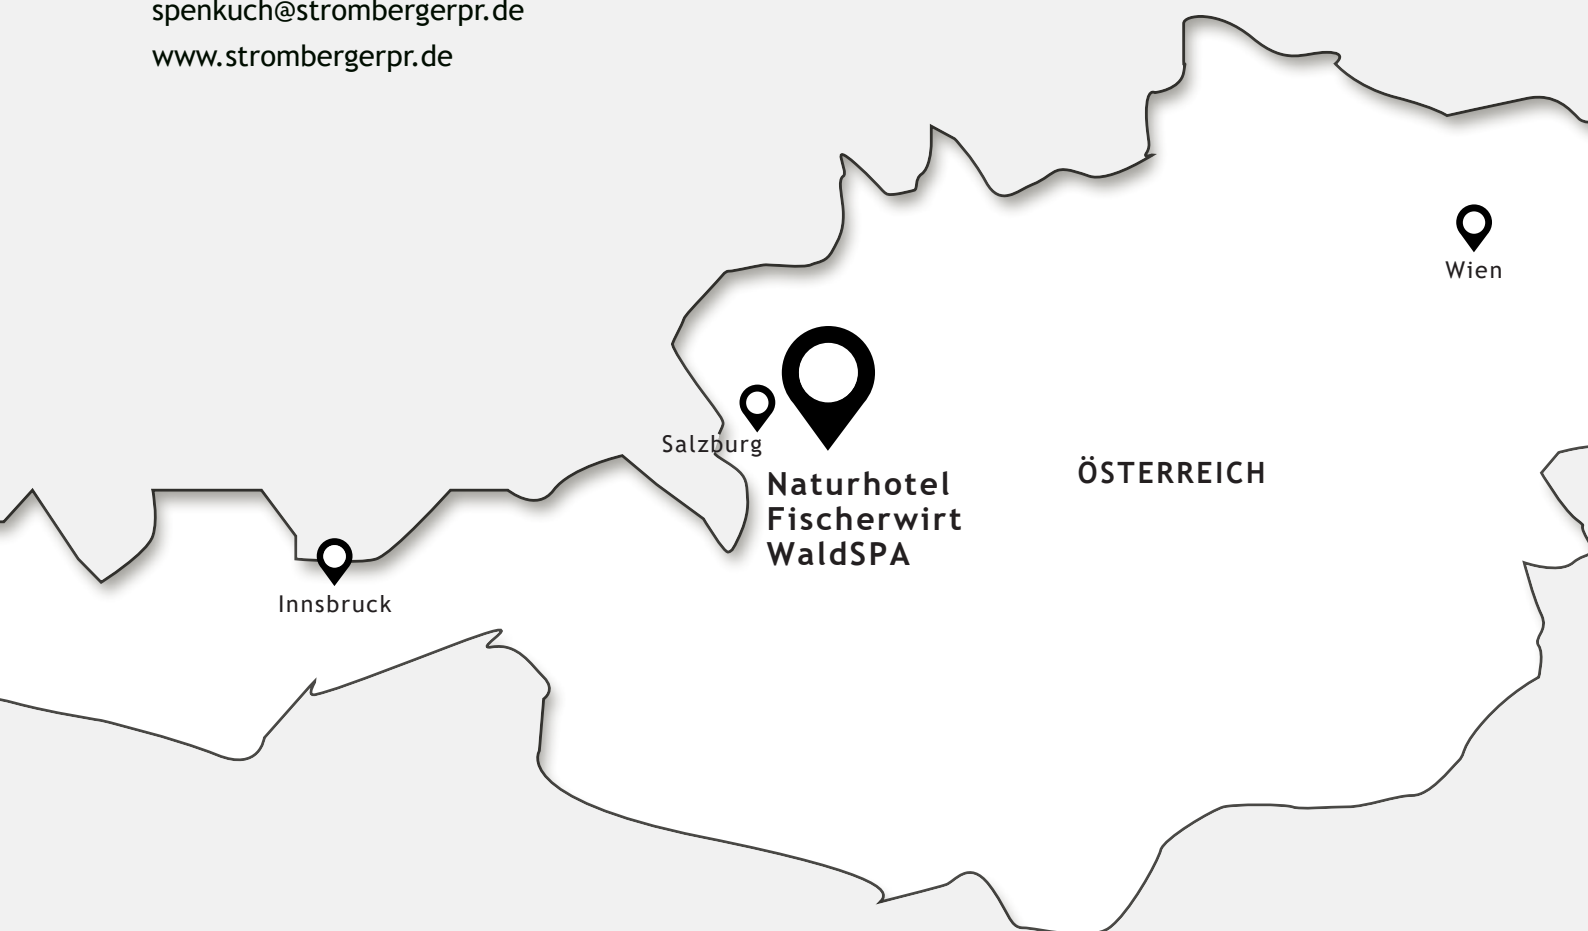 spenkuch@strombergerpr.de
www.strombergerpr.de
Wien
Salzburg
Naturhotel
Fischerwirt
WaldSPA
ÖSTERREICH
Innsbruck